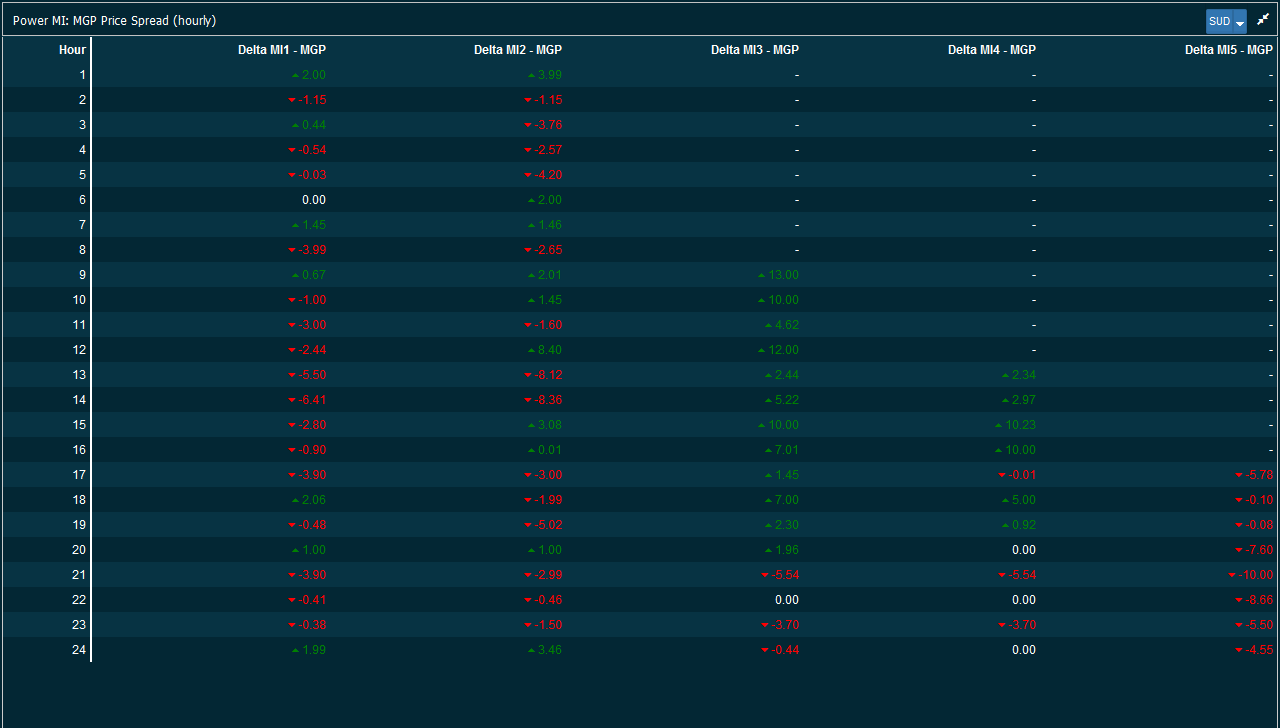 Power MI: MGP Price Spread (hourly) SUD
Hour Delta MI1 - MGP Delta MI2 - MGP Delta MI3 - MGP Delta MI4 - MGP Delta MI5 - MGP
1 2.00 3.99 - - -
2 -1.15 -1.15 - - -
3 0.44 -3.76 - - -
4 -0.54 -2.57 - - -
5 -0.03 -4.20 - - -
6 0.00 2.00 - - -
7 1.45 1.46 - - -
8 -3.99 -2.65 - - -
9 0.67 2.01 13.00 - -
10 -1.00 1.45 10.00 - -
11 -3.00 -1.60 4.62 - -
12 -2.44 8.40 12.00 - -
13 -5.50 -8.12 2.44 2.34 -
14 -6.41 -8.36 5.22 2.97 -
15 -2.80 3.08 10.00 10.23 -
16 -0.90 0.01 7.01 10.00 -
17 -3.90 -3.00 1.45 -0.01 -5.78
18 2.06 -1.99 7.00 5.00 -0.10
19 -0.48 -5.02 2.30 0.92 -0.08
20 1.00 1.00 1.96 0.00 -7.60
21 -3.90 -2.99 -5.54 -5.54 -10.00
22 -0.41 -0.46 0.00 0.00 -8.66
23 -0.38 -1.50 -3.70 -3.70 -5.50
24 1.99 3.46 -0.44 0.00 -4.55